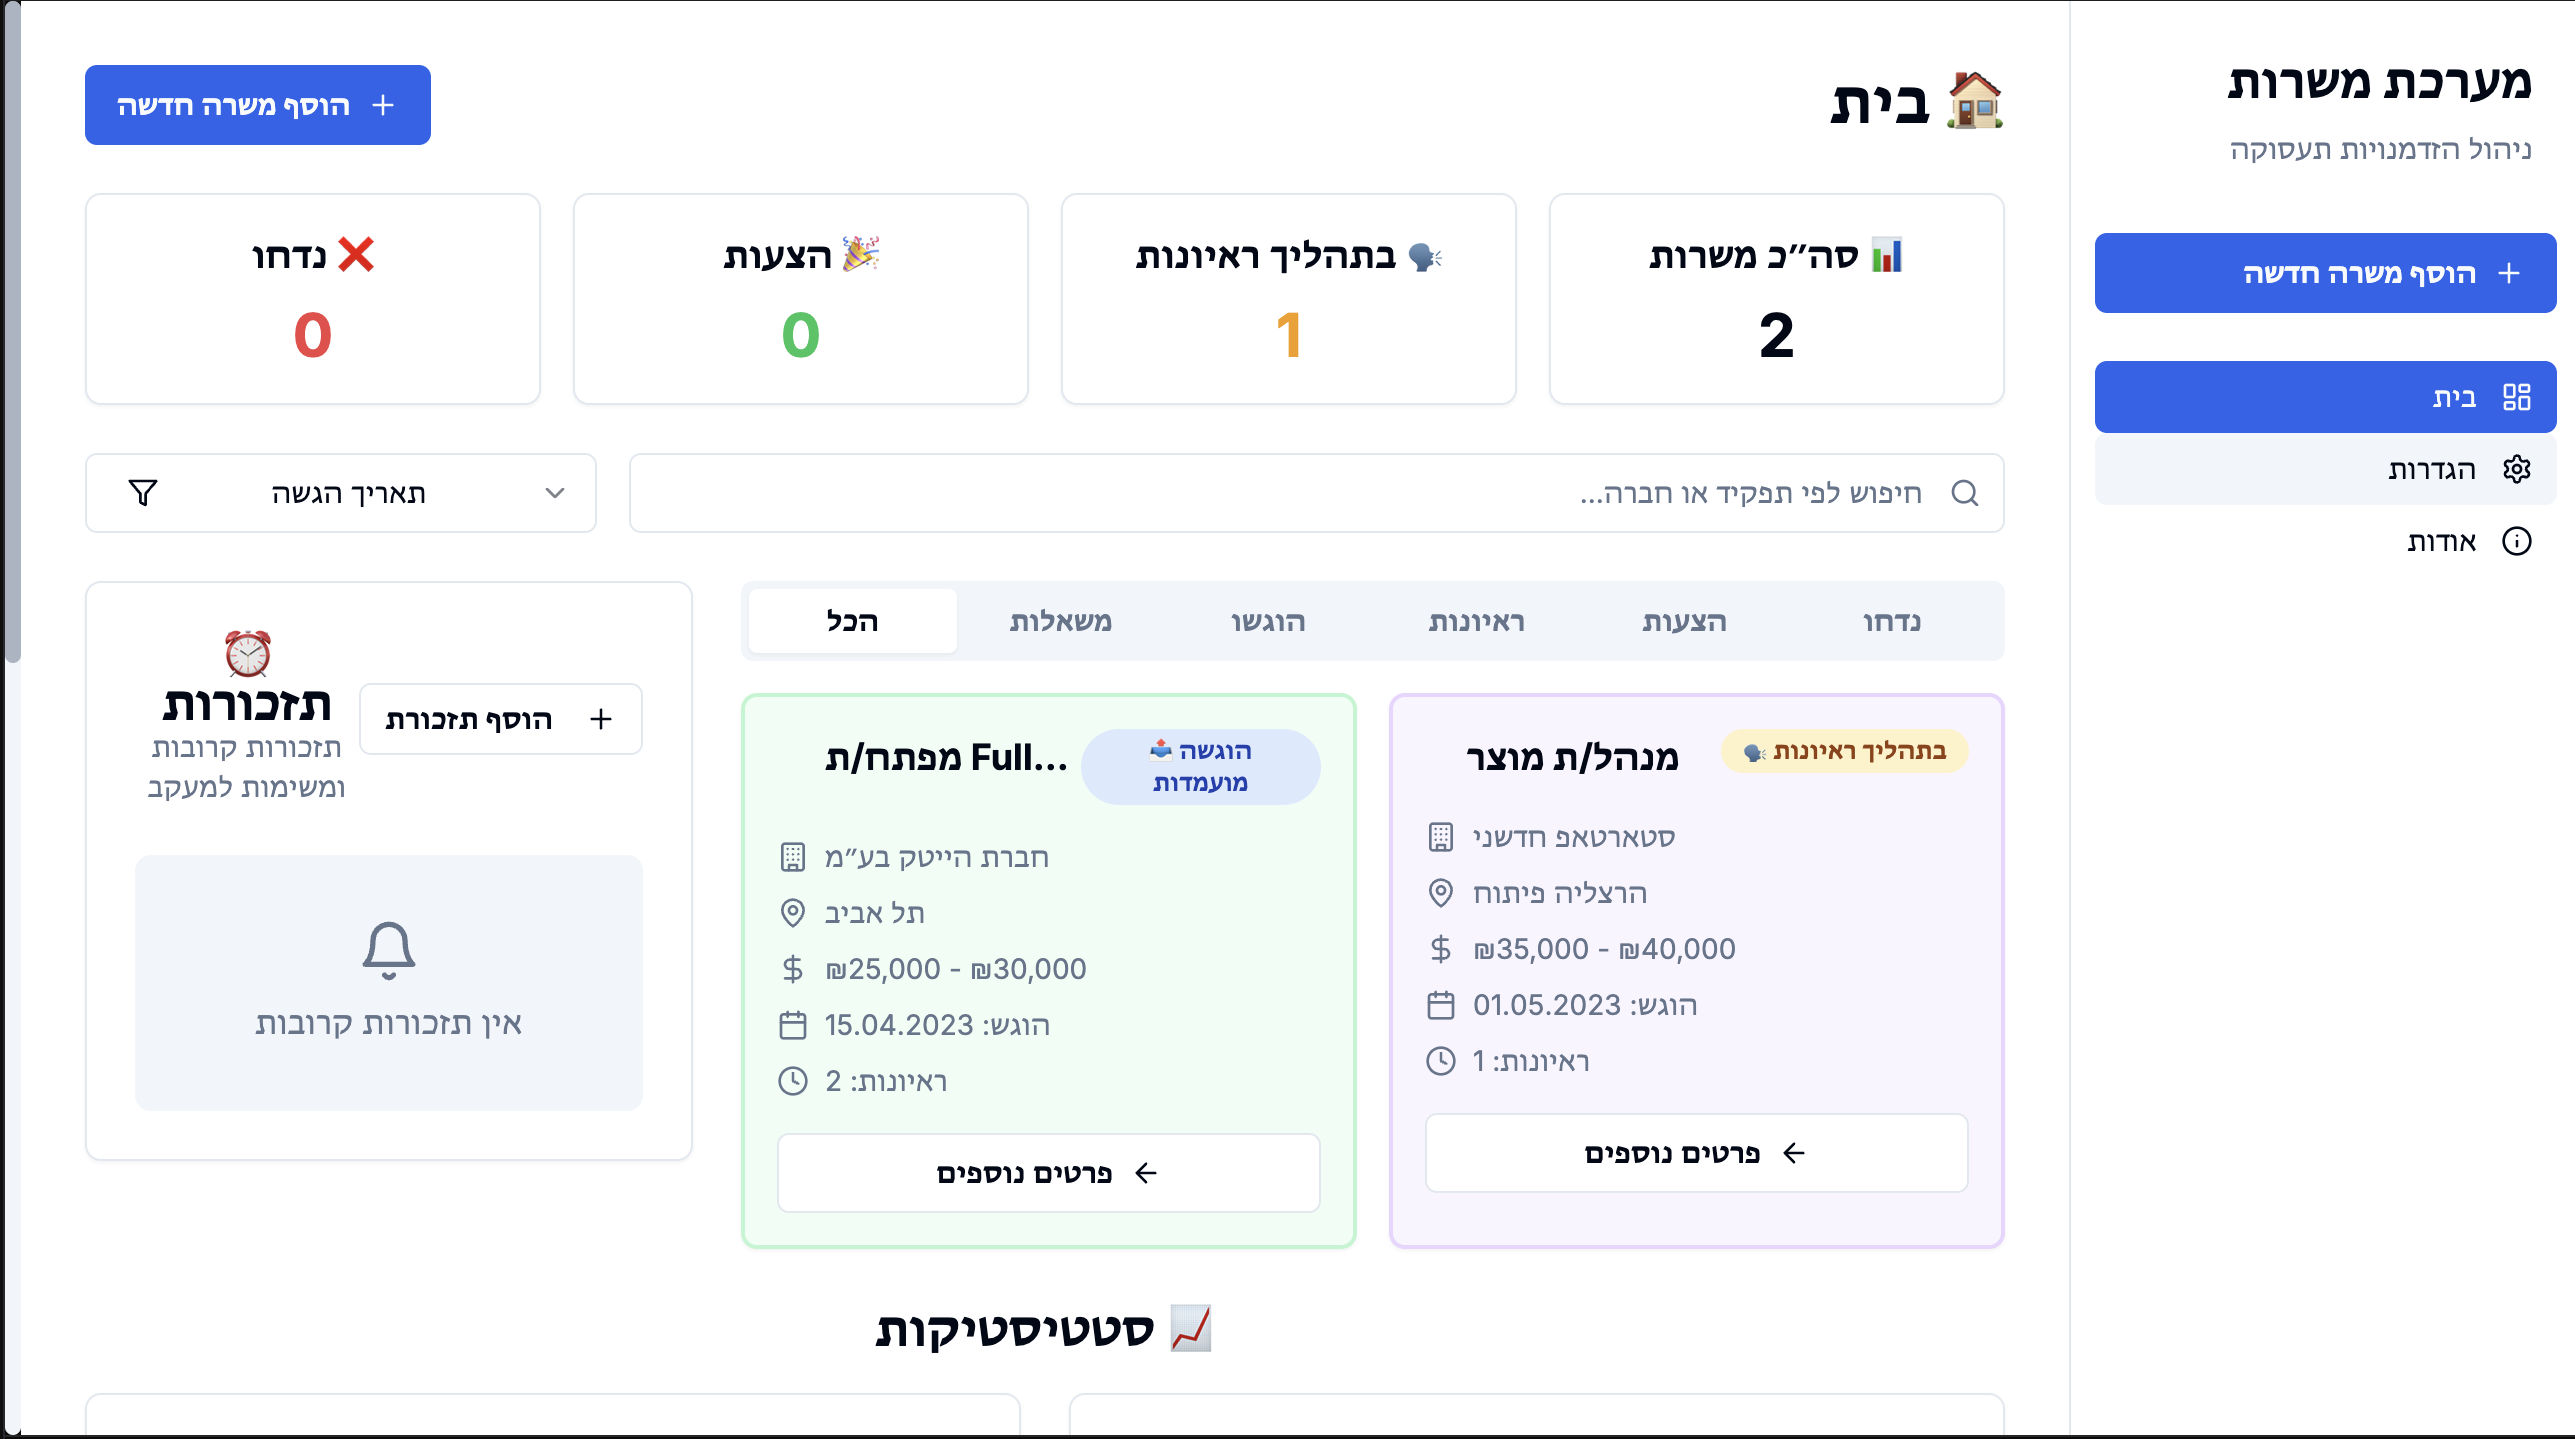 מערכת משרות
ניהול הזדמנויות תעסוקה
הוסף משרה חדשה
בית
הגדרות
אודות
🏠 בית
הוסף משרה חדשה
📊 סה״כ משרות
2
🗣️ בתהליך ראיונות
1
🎉 הצעות
0
❌ נדחו
0
חיפוש לפי תפקיד או חברה...
תאריך הגשה
נדחו
הצעות
ראיונות
הוגשו
משאלות
הכל
בתהליך ראיונות 🗣️
מנהל/ת מוצר
סטארטאפ חדשני
הרצליה פיתוח
₪35,000 - ₪40,000
הוגש: 01.05.2023
ראיונות: 1
פרטים נוספים
הוגשה 📤
מועמדות
מפתח/ת Full...
חברת הייטק בע״מ
תל אביב
₪25,000 - ₪30,000
הוגש: 15.04.2023
ראיונות: 2
פרטים נוספים
הוסף תזכורת
⏰
תזכורות
תזכורות קרובות
ומשימות למעקב
אין תזכורות קרובות
📈 סטטיסטיקות